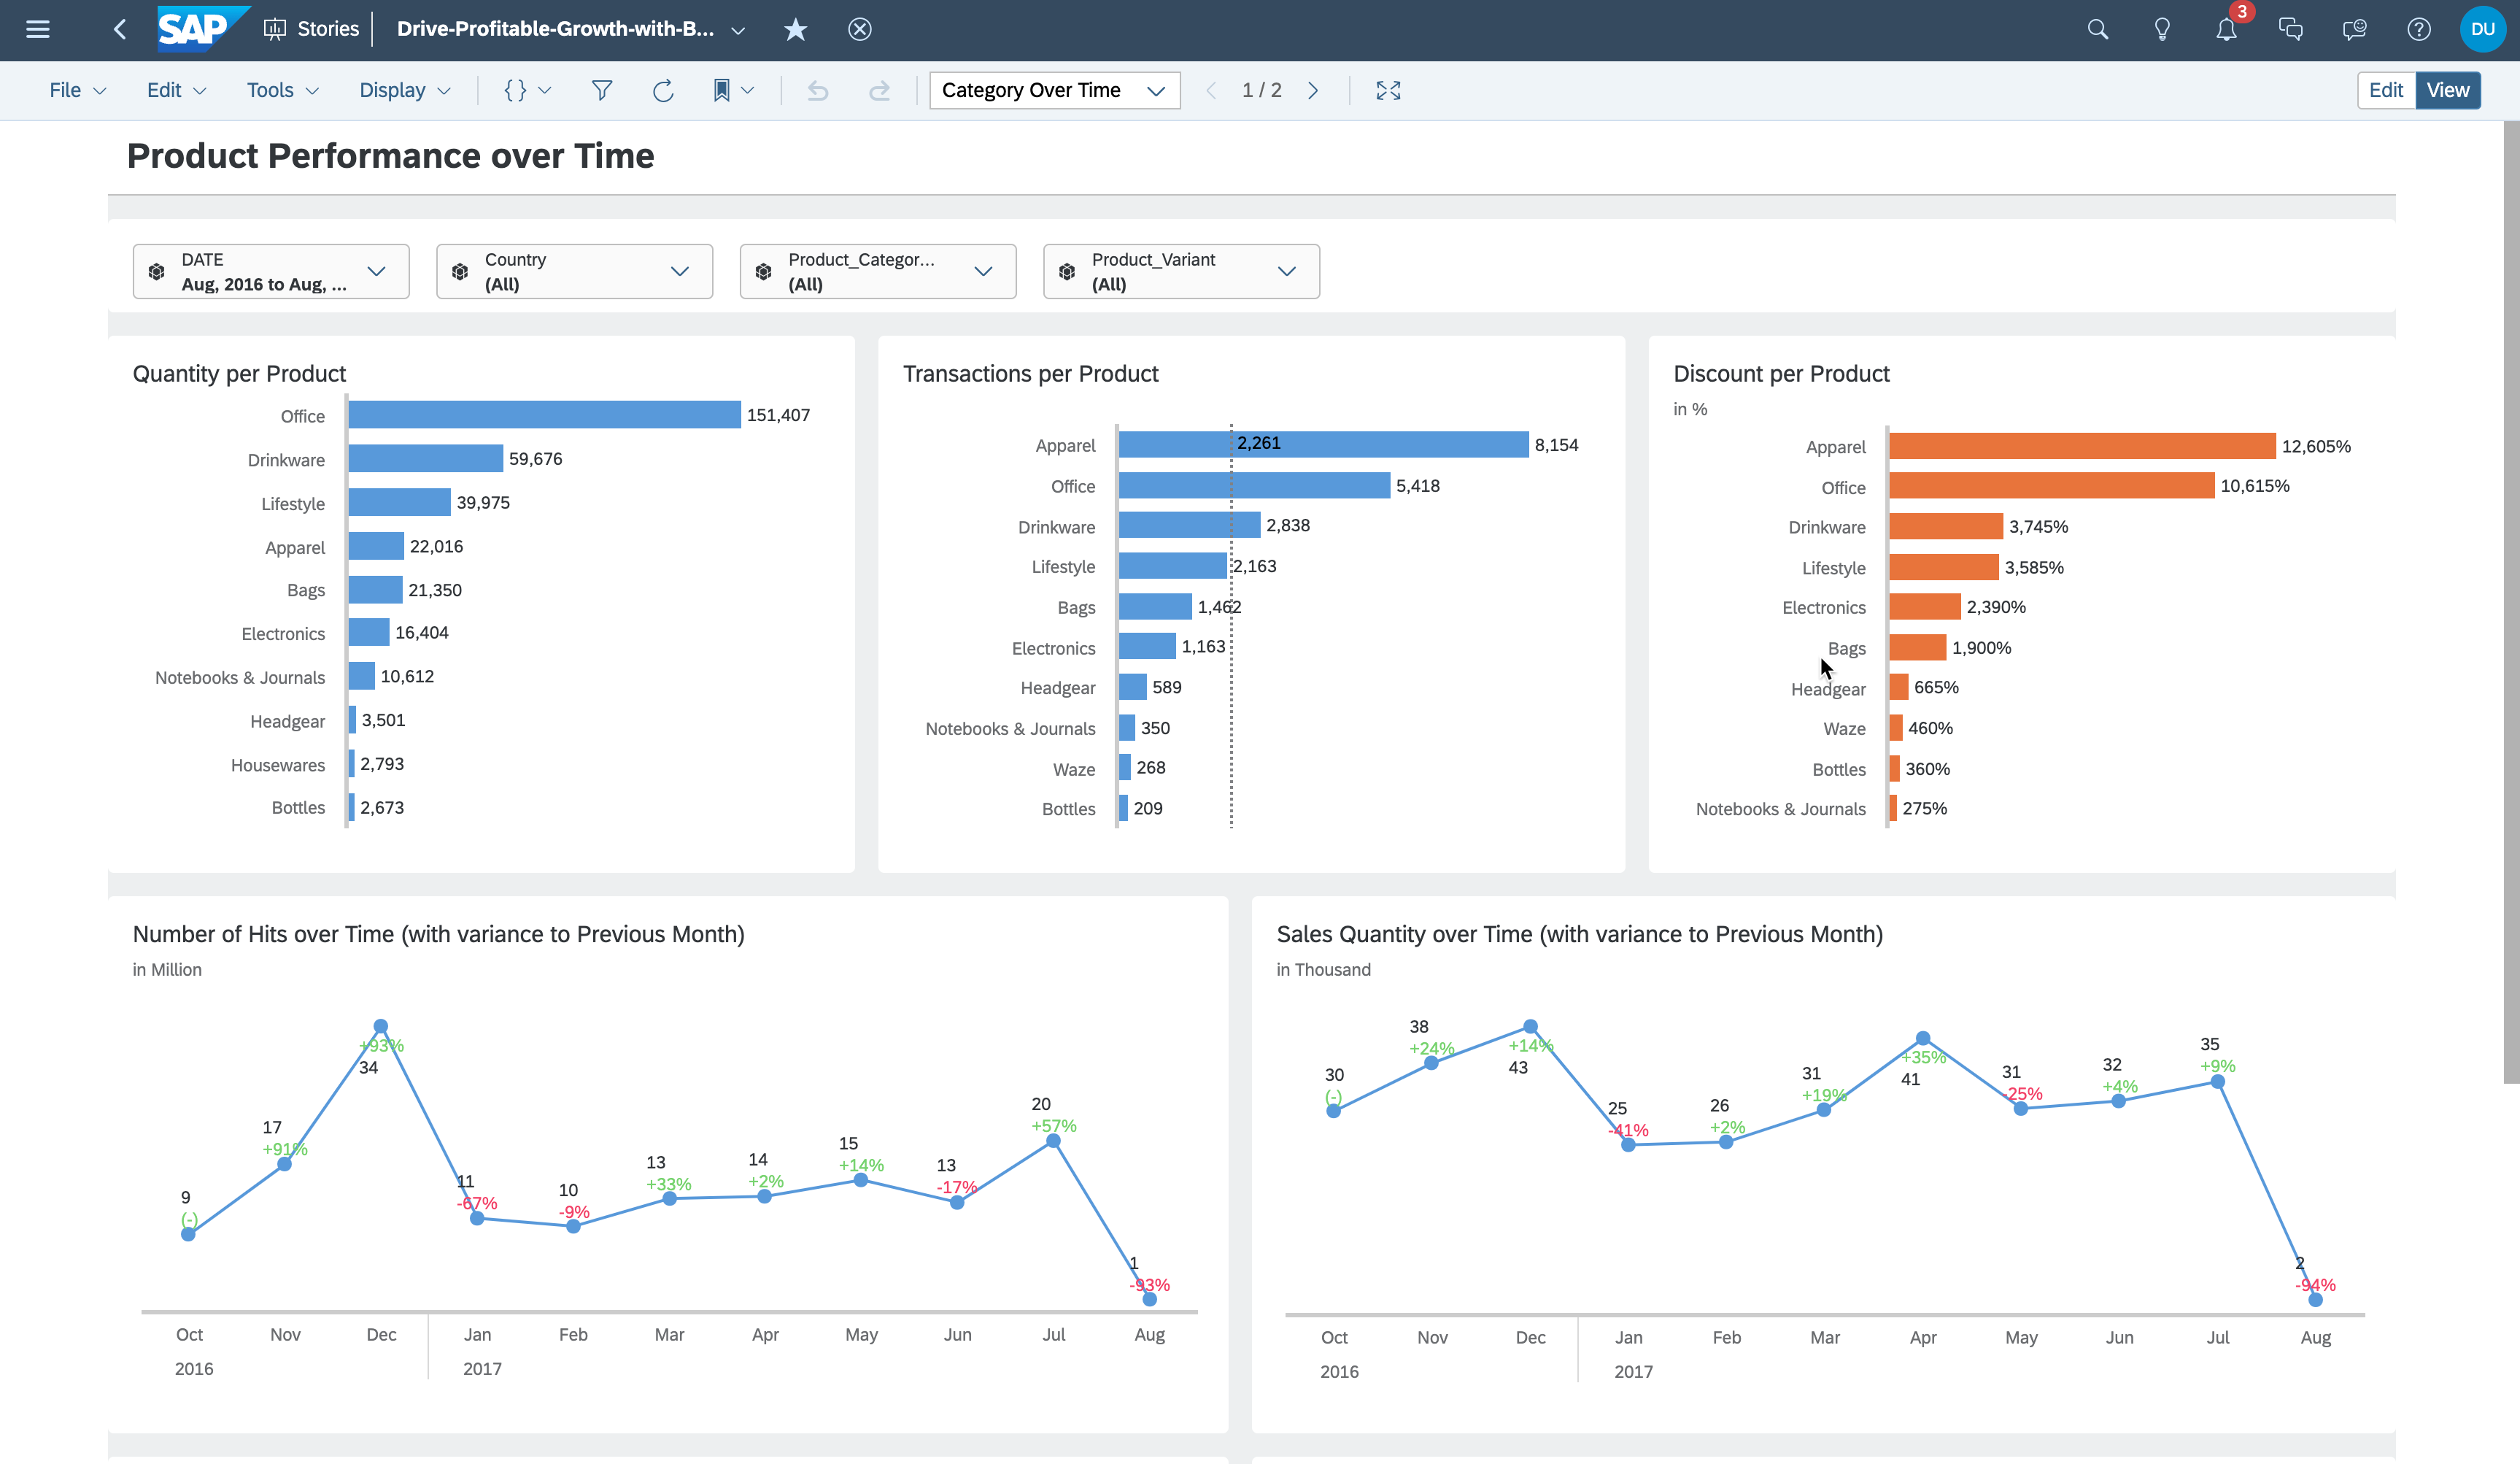 SAP Stories Drive-Profitable-Growth-with-B... 3 DU
File Edit Tools Display {} Category Over Time 1 / 2 Edit View
Product Performance over Time
DATE
Aug, 2016 to Aug, ...
Country
(All)
Product_Categor...
(All)
Product_Variant
(All)
Quantity per Product
Office 151,407
Drinkware 59,676
Lifestyle 39,975
Apparel 22,016
Bags 21,350
Electronics 16,404
Notebooks & Journals 10,612
Headgear 3,501
Housewares 2,793
Bottles 2,673
Transactions per Product
2,261
Apparel 8,154
Office 5,418
Drinkware 2,838
Lifestyle 2,163
Bags 1,462
Electronics 1,163
Headgear 589
Notebooks & Journals 350
Waze 268
Bottles 209
Discount per Product
in %
Apparel 12,605%
Office 10,615%
Drinkware 3,745%
Lifestyle 3,585%
Electronics 2,390%
Bags 1,900%
Headgear 665%
Waze 460%
Bottles 360%
Notebooks & Journals 275%
Number of Hits over Time (with variance to Previous Month)
in Million
9
(-)
17
+91%
+93%
34
11
-67%
10
-9%
13
+33%
14
+2%
15
+14%
13
-17%
20
+57%
1
-93%
Oct Nov Dec Jan Feb Mar Apr May Jun Jul Aug
2016 2017
Sales Quantity over Time (with variance to Previous Month)
in Thousand
30
(-)
38
+24%
+14%
43
25
-41%
26
+2%
31
+19%
+35%
41
31
-25%
32
+4%
35
+9%
2
-94%
Oct Nov Dec Jan Feb Mar Apr May Jun Jul Aug
2016 2017